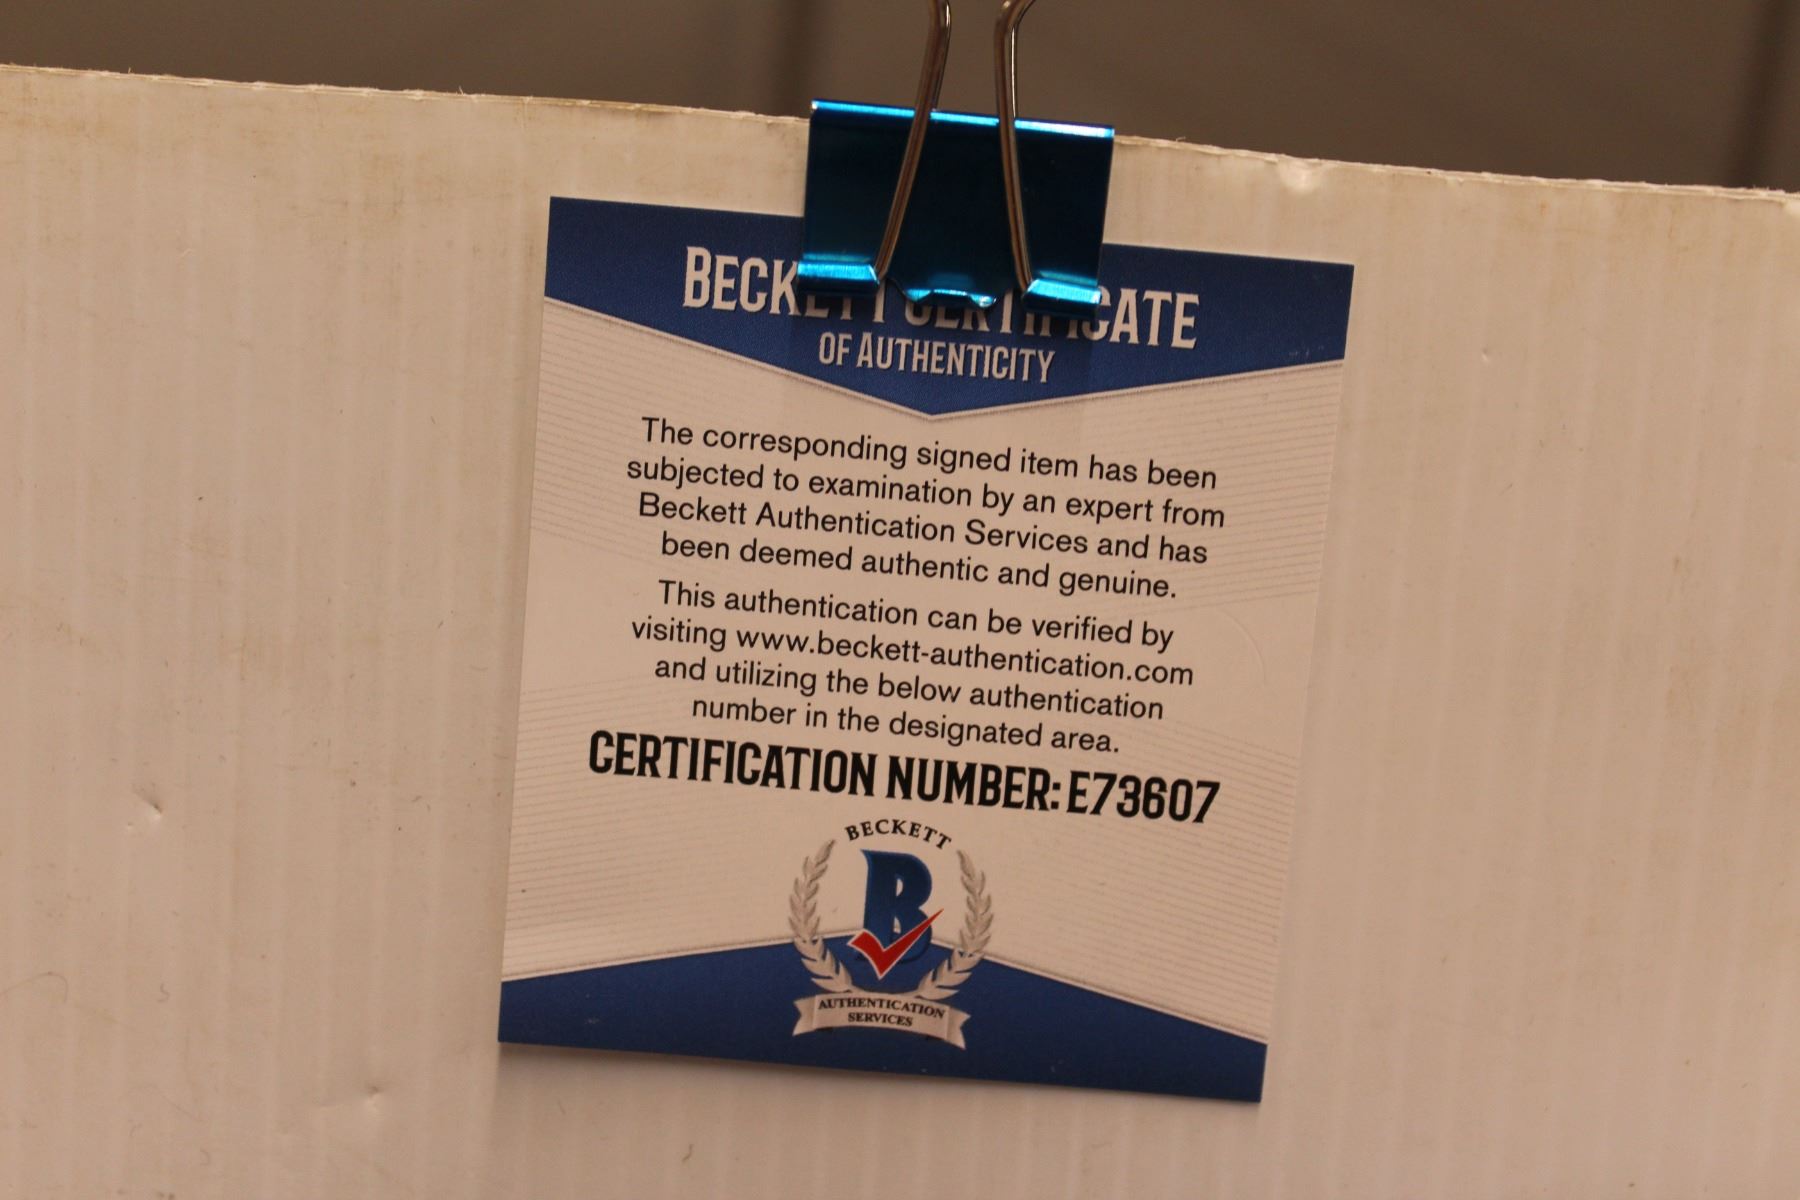 BECKETT CERTIFICATE
OF AUTHENTICITY
The corresponding signed item has been
subjected to examination by an expert from
Beckett Authentication Services and has
been deemed authentic and genuine.
This authentication can be verified by
visiting www.beckett-authentication.com
and utilizing the below authentication
number in the designated area.
CERTIFICATION NUMBER: E73607
BECKETT
B
AUTHENTICATION
SERVICES